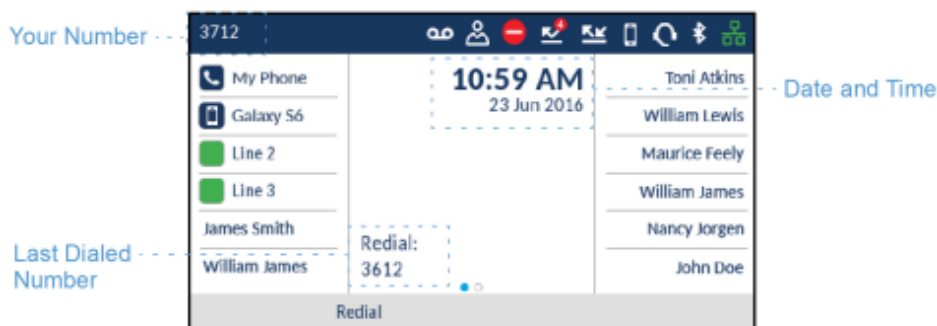 Your Number
3712
4
My Phone
Galaxy S6
Line 2
Line 3
James Smith
William James
10:59 AM
23 Jun 2016
Date and Time
Toni Atkins
William Lewis
Maurice Feely
William James
Nancy Jorgen
John Doe
Last Dialed
Number
Redial:
3612
Redial